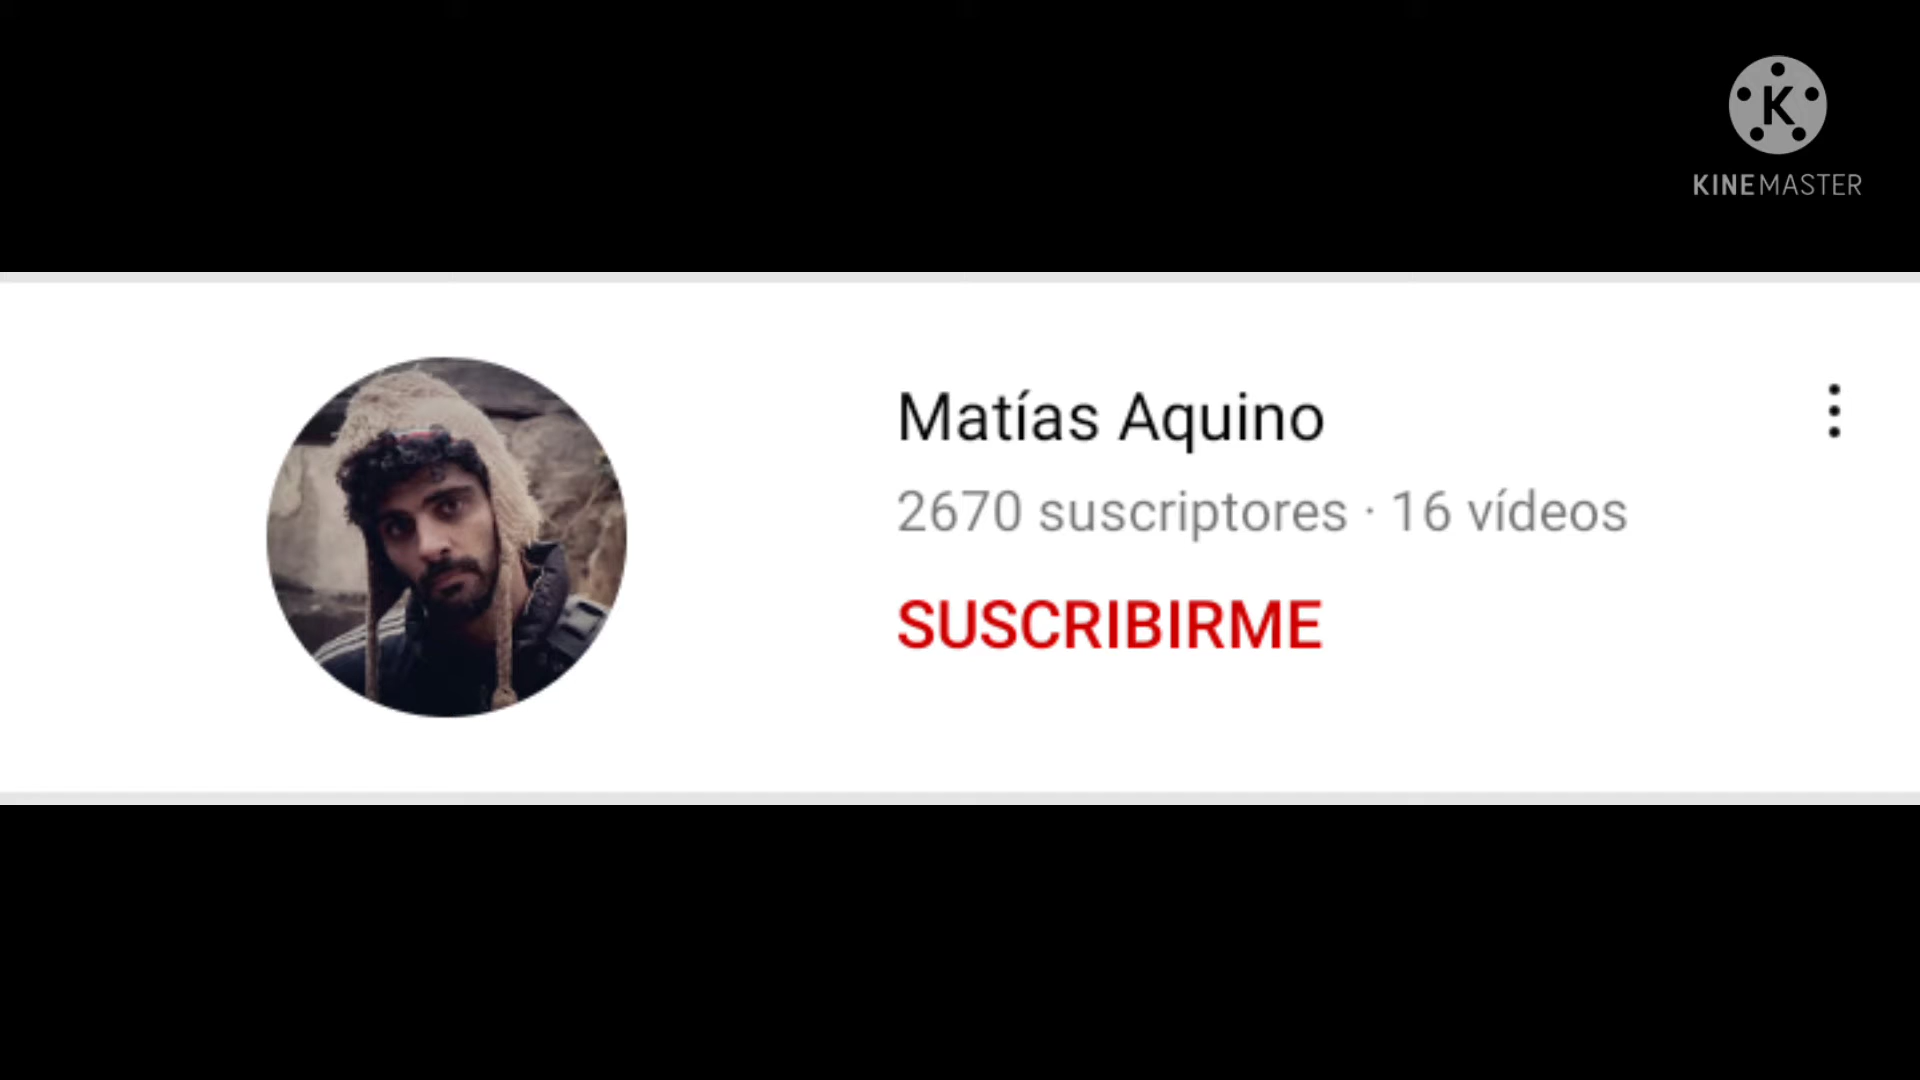 K
KINEMASTER
Matías Aquino
2670 suscriptores · 16 vídeos
SUSCRIBIRME